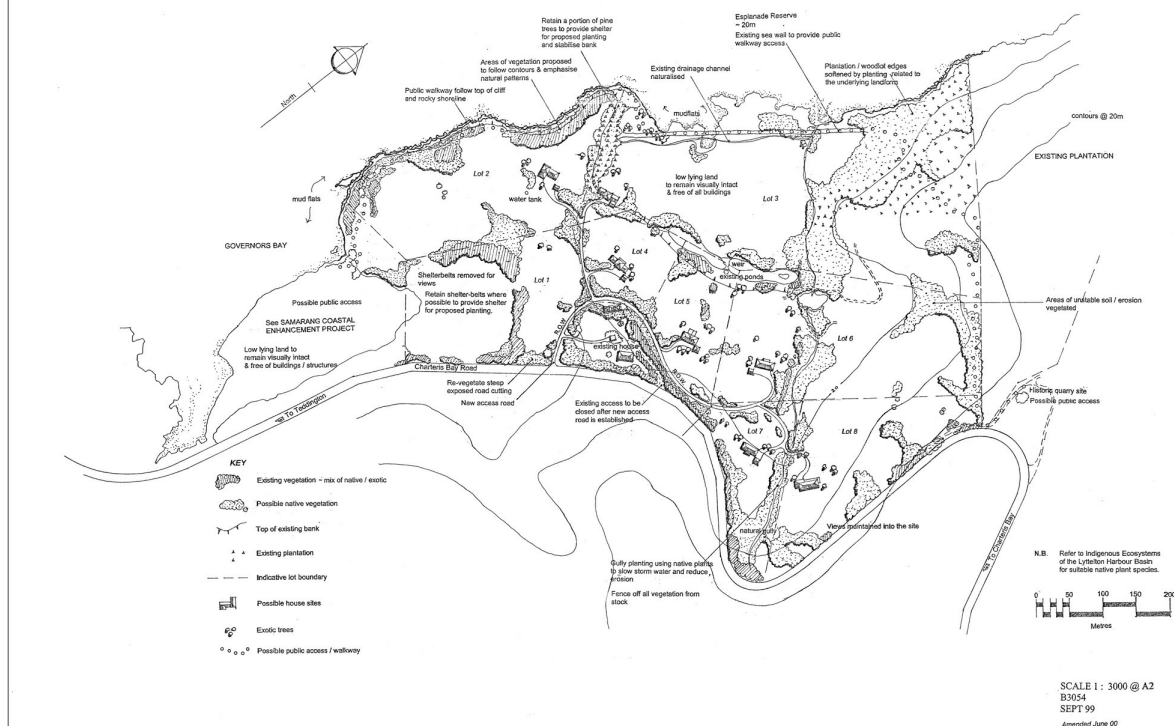 Retain a portion of pine
trees to provide shelter
for proposed planting
and stabilise bank
Esplanade Reserve
~ 20m
Existing sea wall to provide public
walkway access
Areas of vegetation proposed
to follow contours & emphasise
natural patterns
Existing drainage channel
naturalised
Plantation / woodlot edges
softened by planting - related
to the underlying landform
Public walkway follow top of cliff
and rocky shoreline
North
mudflats
contours @ 20m
EXISTING PLANTATION
Lot 2
low lying land
to remain visually intact
& free of all buildings
Lot 3
water tank
mud flats
GOVERNORS BAY
Lot 4
weir
existing ponds
Shelterbelts removed for
views
Lot 1
Retain shelter-belts where
possible to provide shelter
for proposed planting.
Possible public access
See SAMARANG COASTAL
ENHANCEMENT PROJECT
Low lying land to
remain visually intact
& free of buildings / structures
Lot 5
Areas of unstable soil / erosion
vegetated
R.O.W
existing house
Lot 6
Charteris Bay Road
R.O.W
Re-vegetate steep
exposed road cutting
New access road
Existing access to be
closed after new access
road is established
Historic quarry site
Possible public access
To Teddington
Lot 7
Lot 8
KEY
Existing vegetation ~ mix of native / exotic
Possible native vegetation
Top of existing bank
Existing plantation
Indicative lot boundary
Possible house sites
Exotic trees
Possible public access / walkway
natural gully
Views maintained into the site
Gully planting using native plants
to slow storm water and reduce
erosion
Fence off all vegetation from
stock
To Charteris Bay
N.B. Refer to Indigenous Ecosystems
of the Lyttelton Harbour Basin
for suitable native plant species.
0 50 100 150 200
Metres
SCALE 1 : 3000 @ A2
B3054
SEPT 99
Amended June 00